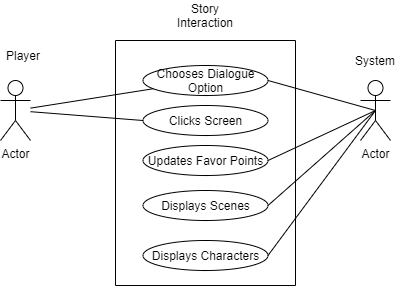 Story
Interaction
Player
System
Chooses Dialogue
Option
Clicks Screen
Updates Favor Points
Actor
Actor
Displays Scenes
Displays Characters